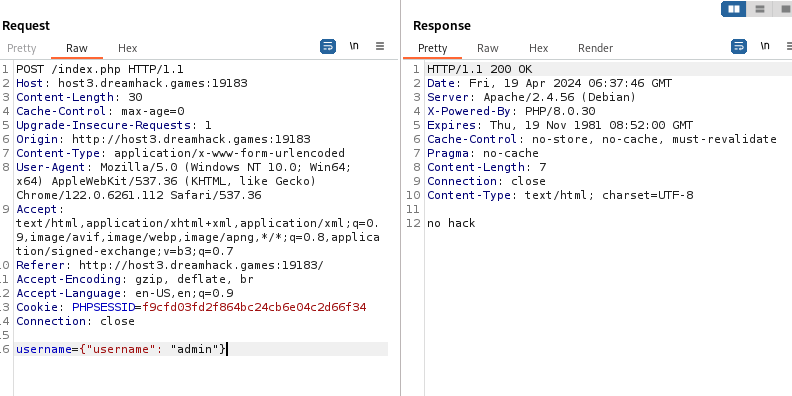 Request
Pretty Raw Hex \n
1 POST /index.php HTTP/1.1
2 Host: host3.dreamhack.games:19183
3 Content-Length: 30
4 Cache-Control: max-age=0
5 Upgrade-Insecure-Requests: 1
6 Origin: http://host3.dreamhack.games:19183
7 Content-Type: application/x-www-form-urlencoded
8 User-Agent: Mozilla/5.0 (Windows NT 10.0; Win64;
x64) AppleWebKit/537.36 (KHTML, like Gecko)
Chrome/122.0.6261.112 Safari/537.36
9 Accept:
text/html,application/xhtml+xml,application/xml;q=0.
9,image/avif,image/webp,image/apng,*/*;q=0.8,applica
tion/signed-exchange;v=b3;q=0.7
0 Referer: http://host3.dreamhack.games:19183/
1 Accept-Encoding: gzip, deflate, br
2 Accept-Language: en-US,en;q=0.9
3 Cookie: PHPSESSID=f9cfd03fd2f864bc24cb6e04c2d66f34
4 Connection: close
5
6 username={"username": "admin"}
Response
Pretty Raw Hex Render \n
1 HTTP/1.1 200 OK
2 Date: Fri, 19 Apr 2024 06:37:46 GMT
3 Server: Apache/2.4.56 (Debian)
4 X-Powered-By: PHP/8.0.30
5 Expires: Thu, 19 Nov 1981 08:52:00 GMT
6 Cache-Control: no-store, no-cache, must-revalidate
7 Pragma: no-cache
8 Content-Length: 7
9 Connection: close
10 Content-Type: text/html; charset=UTF-8
11
12 no hack